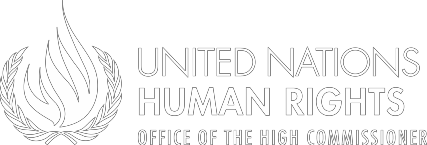 UNITED NATIONS
HUMAN RIGHTS
OFFICE OF THE HIGH COMMISSIONER